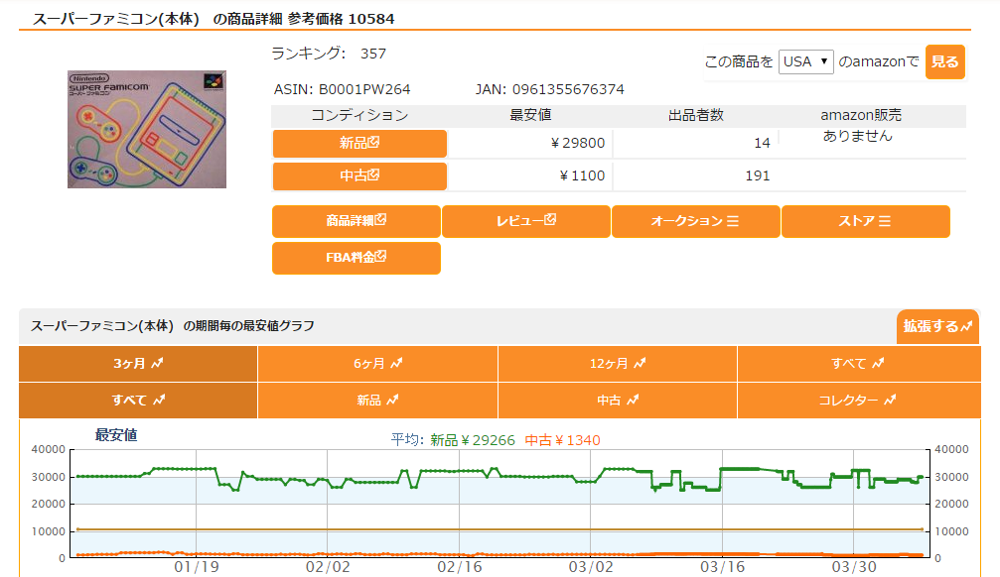 スーパーファミコン(本体) の商品詳細 参考価格 10584
ランキング: 357
この商品を USA ▼ のamazonで 見る
Nintendo
SUPER FAMICOM
スーパーファミコン
ASIN: B0001PW264 JAN: 0961355676374
コンディション 最安値 出品者数 amazon販売
新品 ¥29800 14 ありません
中古 ¥1100 191
商品詳細 レビュー オークション ストア
FBA料金
スーパーファミコン(本体) の期間毎の最安値グラフ 拡張する
3ヶ月 6ヶ月 12ヶ月 すべて
すべて 新品 中古 コレクター
最安値 平均: 新品¥29266 中古¥1340
40000 40000
30000 30000
20000 20000
10000 10000
0 0
01/19 02/02 02/16 03/02 03/16 03/30